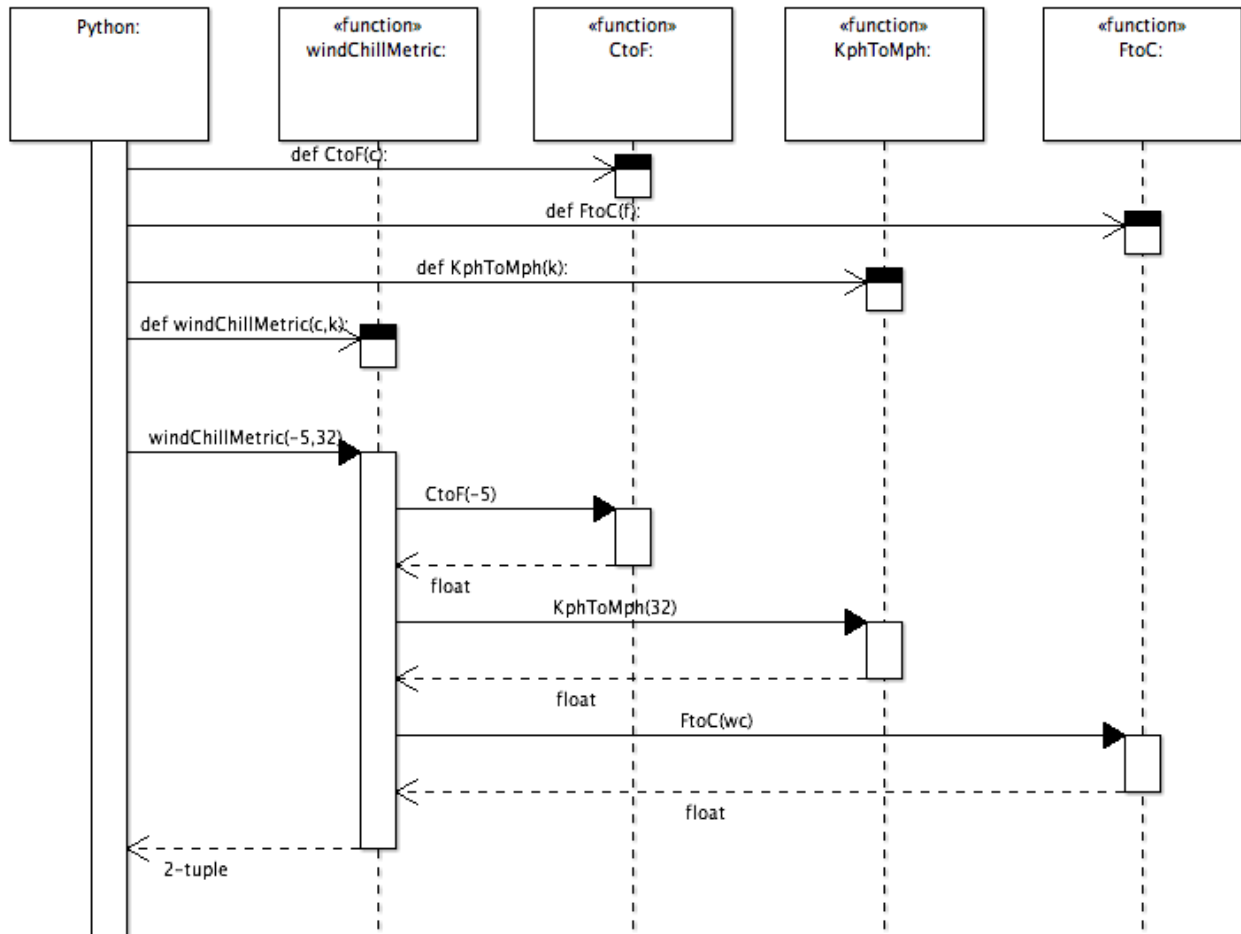 Python:
«function»
windChillMetric:
«function»
CtoF:
«function»
KphToMph:
«function»
FtoC:
def CtoF(c):
def FtoC(f):
def KphToMph(k):
def windChillMetric(c,k):
windChillMetric(-5,32)
CtoF(-5)
float
KphToMph(32)
float
FtoC(wc)
float
2-tuple